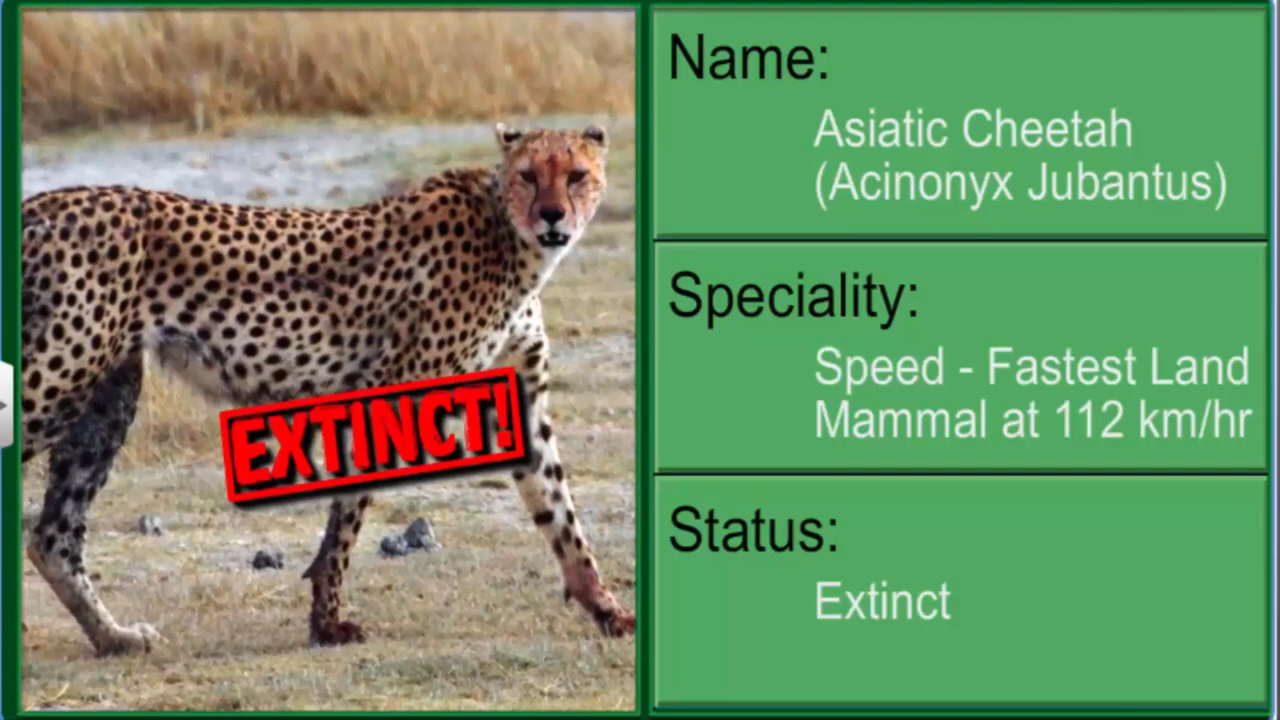 Name:
Asiatic Cheetah
(Acinonyx Jubantus)
Speciality:
Speed - Fastest Land
Mammal at 112 km/hr
EXTINCT!
Status:
Extinct